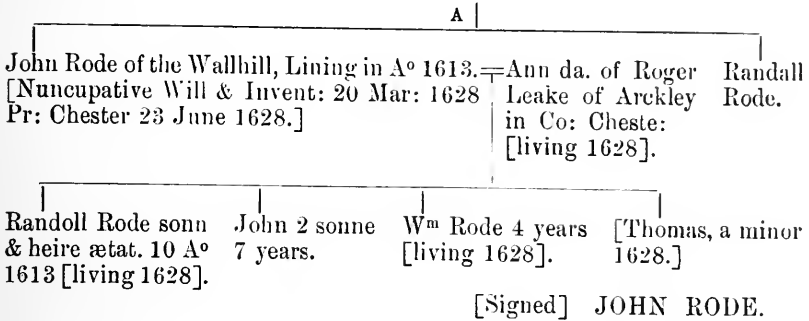 A
John Rode of the Wallhill, Lining in Aº 1613.=Ann da. of Roger Randall
[Nuncupative Will & Invent: 20 Mar: 1628 Leake of Arckley Rode.
Pr: Chester 23 June 1628.] in Co: Cheste:
[living 1628].
Randoll Rode sonn John 2 sonne Wᵐ Rode 4 years [Thomas, a minor
& heire ætat. 10 Aº 7 years. [living 1628]. 1628.]
1613 [living 1628].
[Signed] JOHN RODE.